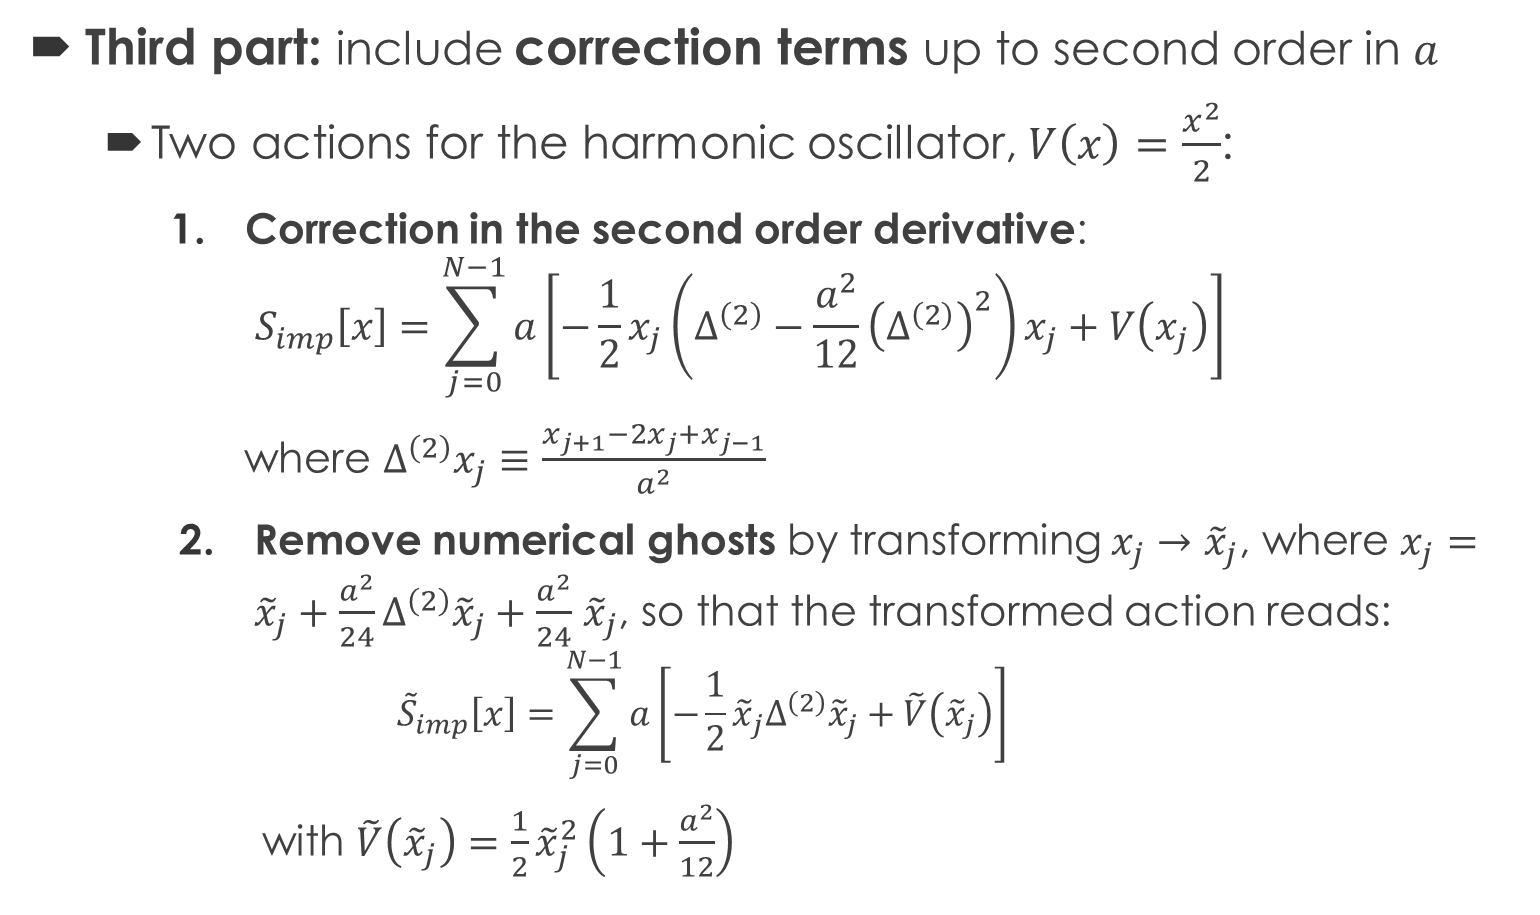 Third part: include correction terms up to second order in a
Two actions for the harmonic oscillator, V(x) = x²/2:
1. Correction in the second order derivative:
S_imp[x] = ∑_{j=0}^{N−1} a [−1/2 x_j (Δ^(2) − a²/12 (Δ^(2))²) x_j + V(x_j)]
where Δ^(2) x_j ≡ (x_{j+1}−2x_j+x_{j−1})/a²
2. Remove numerical ghosts by transforming x_j → x̃_j, where x_j =
x̃_j + a²/24 Δ^(2) x̃_j + a²/24 x̃_j, so that the transformed action reads:
S̃_imp[x] = ∑_{j=0}^{N−1} a [−1/2 x̃_j Δ^(2) x̃_j + Ṽ(x̃_j)]
with Ṽ(x̃_j) = 1/2 x̃_j² (1 + a²/12)